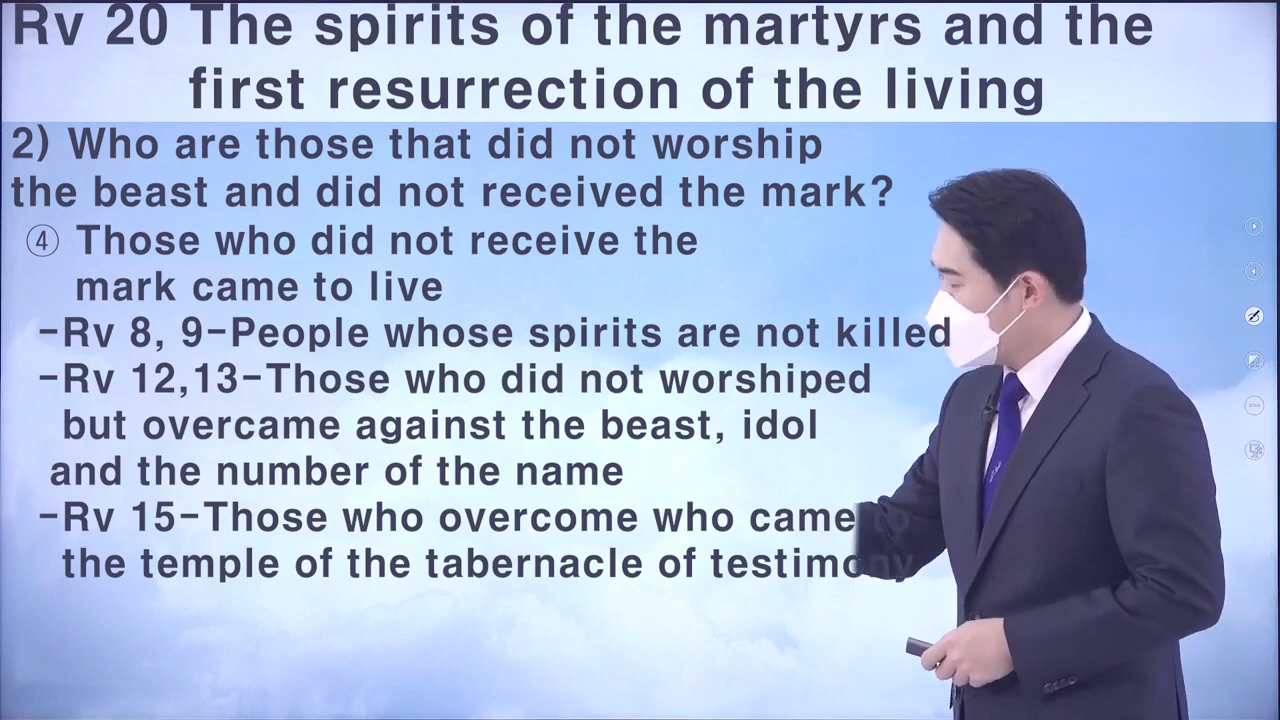 Rv 20 The spirits of the martyrs and the
first resurrection of the living
2) Who are those that did not worship
the beast and did not received the mark?
④ Those who did not receive the
mark came to live
-Rv 8, 9-People whose spirits are not killed
-Rv 12,13-Those who did not worshiped
but overcame against the beast, idol
and the number of the name
-Rv 15-Those who overcome who came to
the temple of the tabernacle of testimony